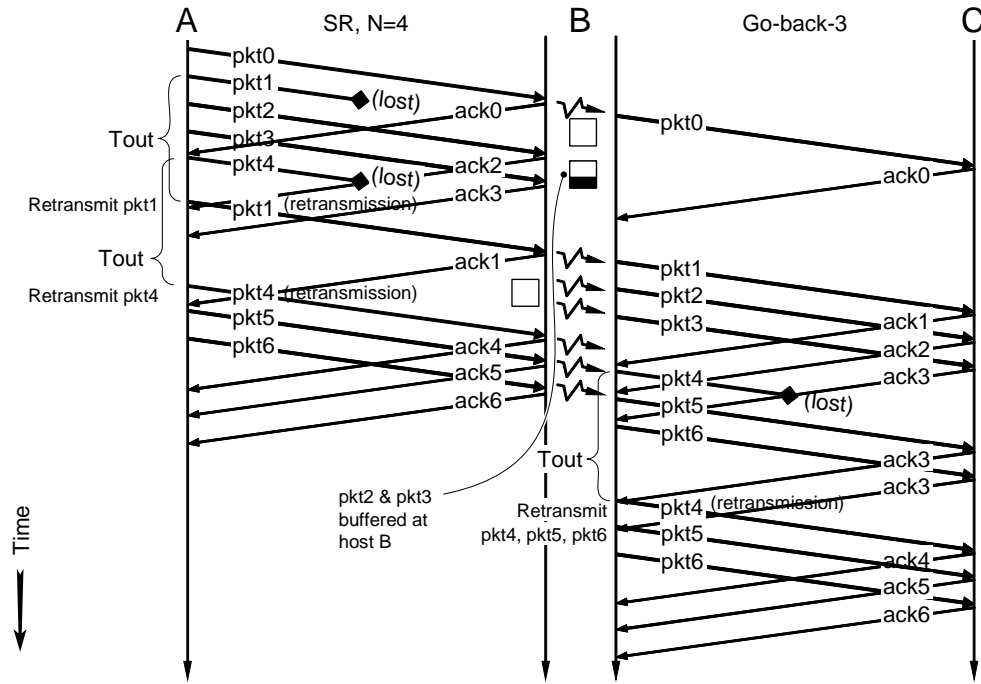 A
SR, N=4
B
Go-back-3
C
pkt0
pkt1
(lost)
pkt2
ack0
pkt0
Tout
pkt3
pkt4
ack2
(lost)
ack0
ack3
Retransmit pkt1
pkt1
(retransmission)
Tout
ack1
pkt1
Retransmit pkt4
pkt4
(retransmission)
pkt2
pkt5
pkt3
ack1
pkt6
ack4
ack2
ack5
pkt4
ack3
ack6
pkt5
(lost)
pkt6
Tout
ack3
ack3
pkt2 & pkt3
buffered at
host B
Retransmit
pkt4, pkt5, pkt6
pkt4
(retransmission)
pkt5
pkt6
ack4
ack5
ack6
Time